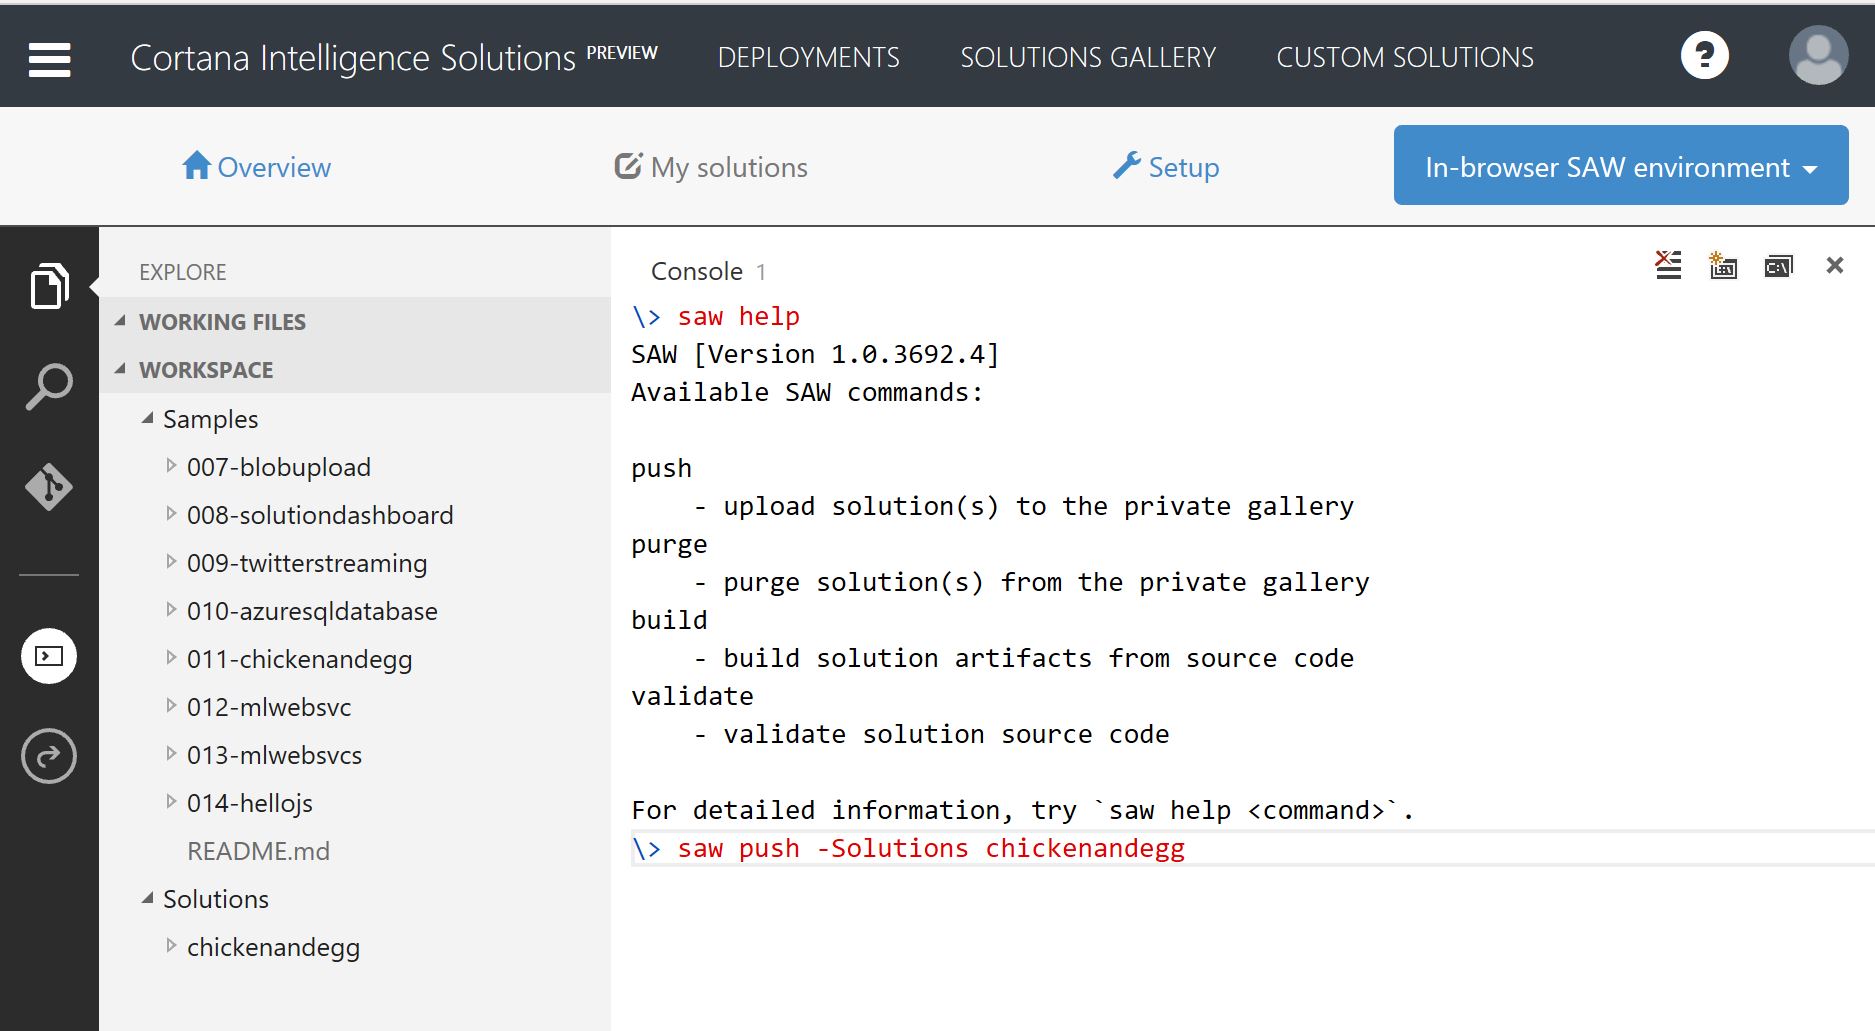 Cortana Intelligence Solutions PREVIEW DEPLOYMENTS SOLUTIONS GALLERY CUSTOM SOLUTIONS ?
Overview My solutions Setup In-browser SAW environment
EXPLORE
WORKING FILES
WORKSPACE
Samples
007-blobupload
008-solutiondashboard
009-twitterstreaming
010-azuresqldatabase
011-chickenandegg
012-mlwebsvc
013-mlwebsvcs
014-hellojs
README.md
Solutions
chickenandegg
Console 1
\> saw help
SAW [Version 1.0.3692.4]
Available SAW commands:
push
- upload solution(s) to the private gallery
purge
- purge solution(s) from the private gallery
build
- build solution artifacts from source code
validate
- validate solution source code
For detailed information, try `saw help <command>`.
\> saw push -Solutions chickenandegg